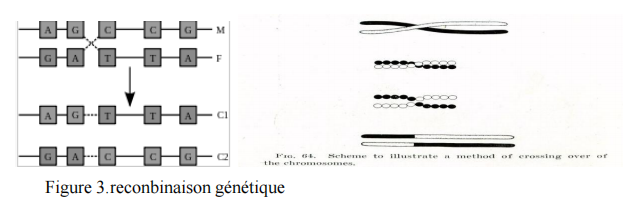 A G C C G M
G A T T A F
A G T T A C1
G A C C G C2
Fig. 64. Scheme to illustrate a method of crossing over of
the chromosomes.
Figure 3.reconbinaison génétique